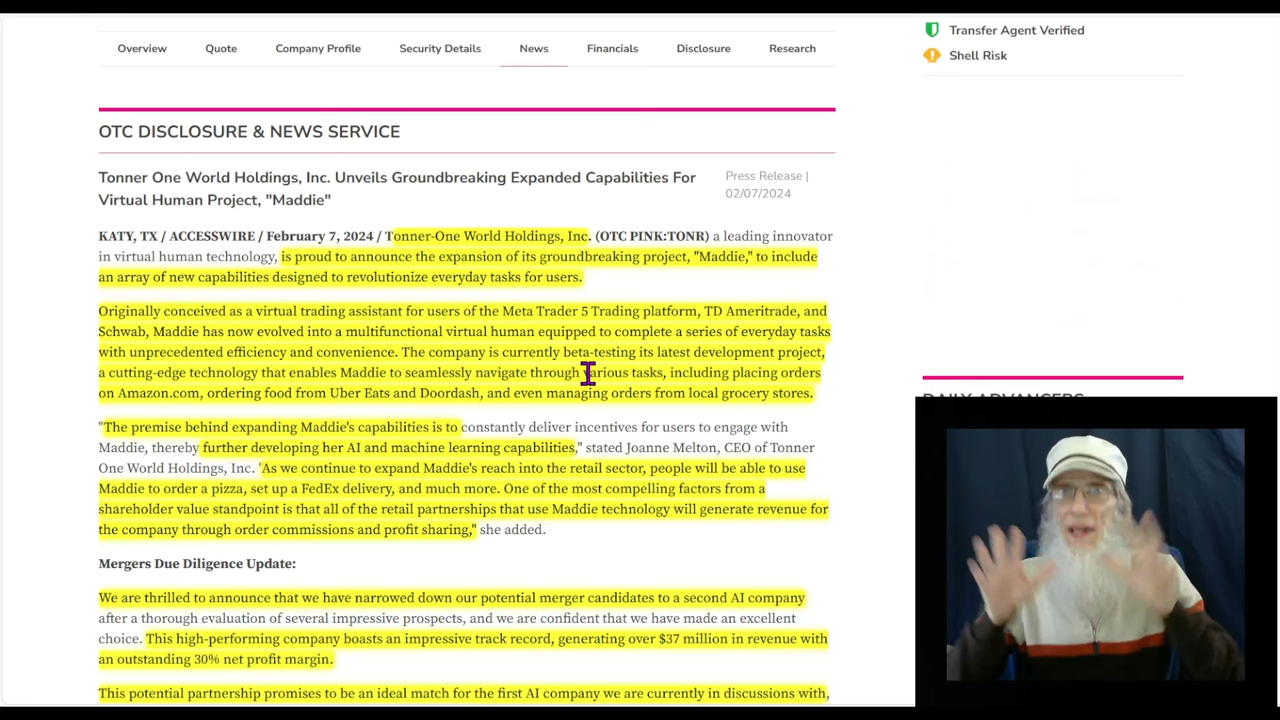 Overview Quote Company Profile Security Details News Financials Disclosure Research
Transfer Agent Verified
Shell Risk
OTC DISCLOSURE & NEWS SERVICE
Tonner One World Holdings, Inc. Unveils Groundbreaking Expanded Capabilities For
Virtual Human Project, "Maddie"
Press Release |
02/07/2024
KATY, TX / ACCESSWIRE / February 7, 2024 / Tonner-One World Holdings, Inc. (OTC PINK:TONR) a leading innovator
in virtual human technology, is proud to announce the expansion of its groundbreaking project, "Maddie," to include
an array of new capabilities designed to revolutionize everyday tasks for users.
Originally conceived as a virtual trading assistant for users of the Meta Trader 5 Trading platform, TD Ameritrade, and
Schwab, Maddie has now evolved into a multifunctional virtual human equipped to complete a series of everyday tasks
with unprecedented efficiency and convenience. The company is currently beta-testing its latest development project,
a cutting-edge technology that enables Maddie to seamlessly navigate through various tasks, including placing orders
on Amazon.com, ordering food from Uber Eats and Doordash, and even managing orders from local grocery stores.
"The premise behind expanding Maddie's capabilities is to constantly deliver incentives for users to engage with
Maddie, thereby further developing her AI and machine learning capabilities," stated Joanne Melton, CEO of Tonner
One World Holdings, Inc. "As we continue to expand Maddie's reach into the retail sector, people will be able to use
Maddie to order a pizza, set up a FedEx delivery, and much more. One of the most compelling factors from a
shareholder value standpoint is that all of the retail partnerships that use Maddie technology will generate revenue for
the company through order commissions and profit sharing," she added.
Mergers Due Diligence Update:
We are thrilled to announce that we have narrowed down our potential merger candidates to a second AI company
after a thorough evaluation of several impressive prospects, and we are confident that we have made an excellent
choice. This high-performing company boasts an impressive track record, generating over $37 million in revenue with
an outstanding 30% net profit margin.
This potential partnership promises to be an ideal match for the first AI company we are currently in discussions with,
DAILY ADVANCERS